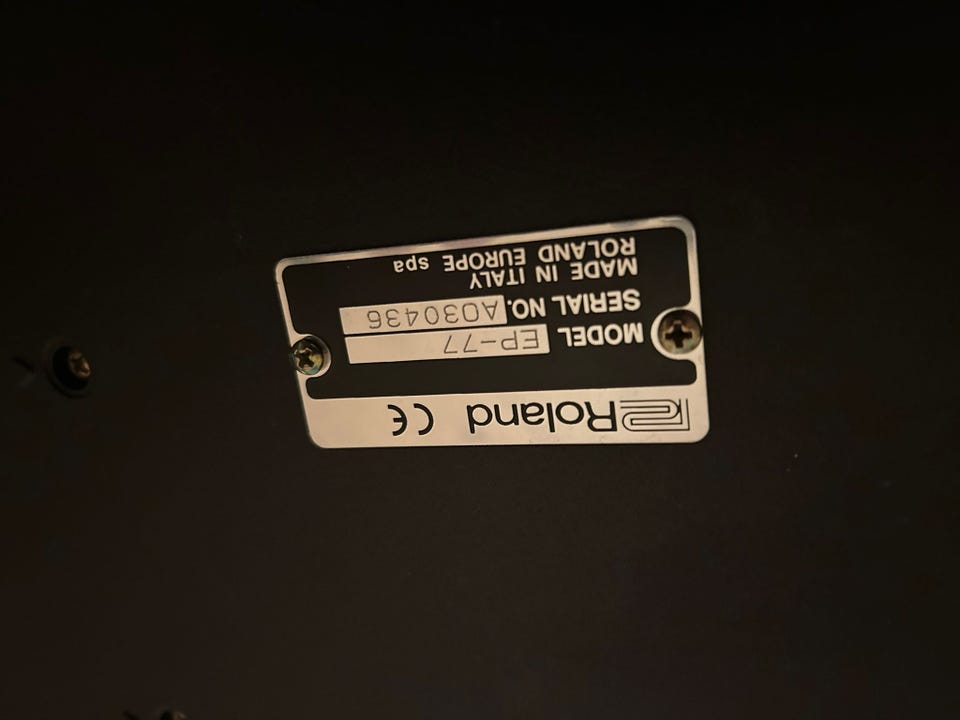 Roland CE
MODEL EP-77
SERIAL NO. A030436
MADE IN ITALY
ROLAND EUROPE spa